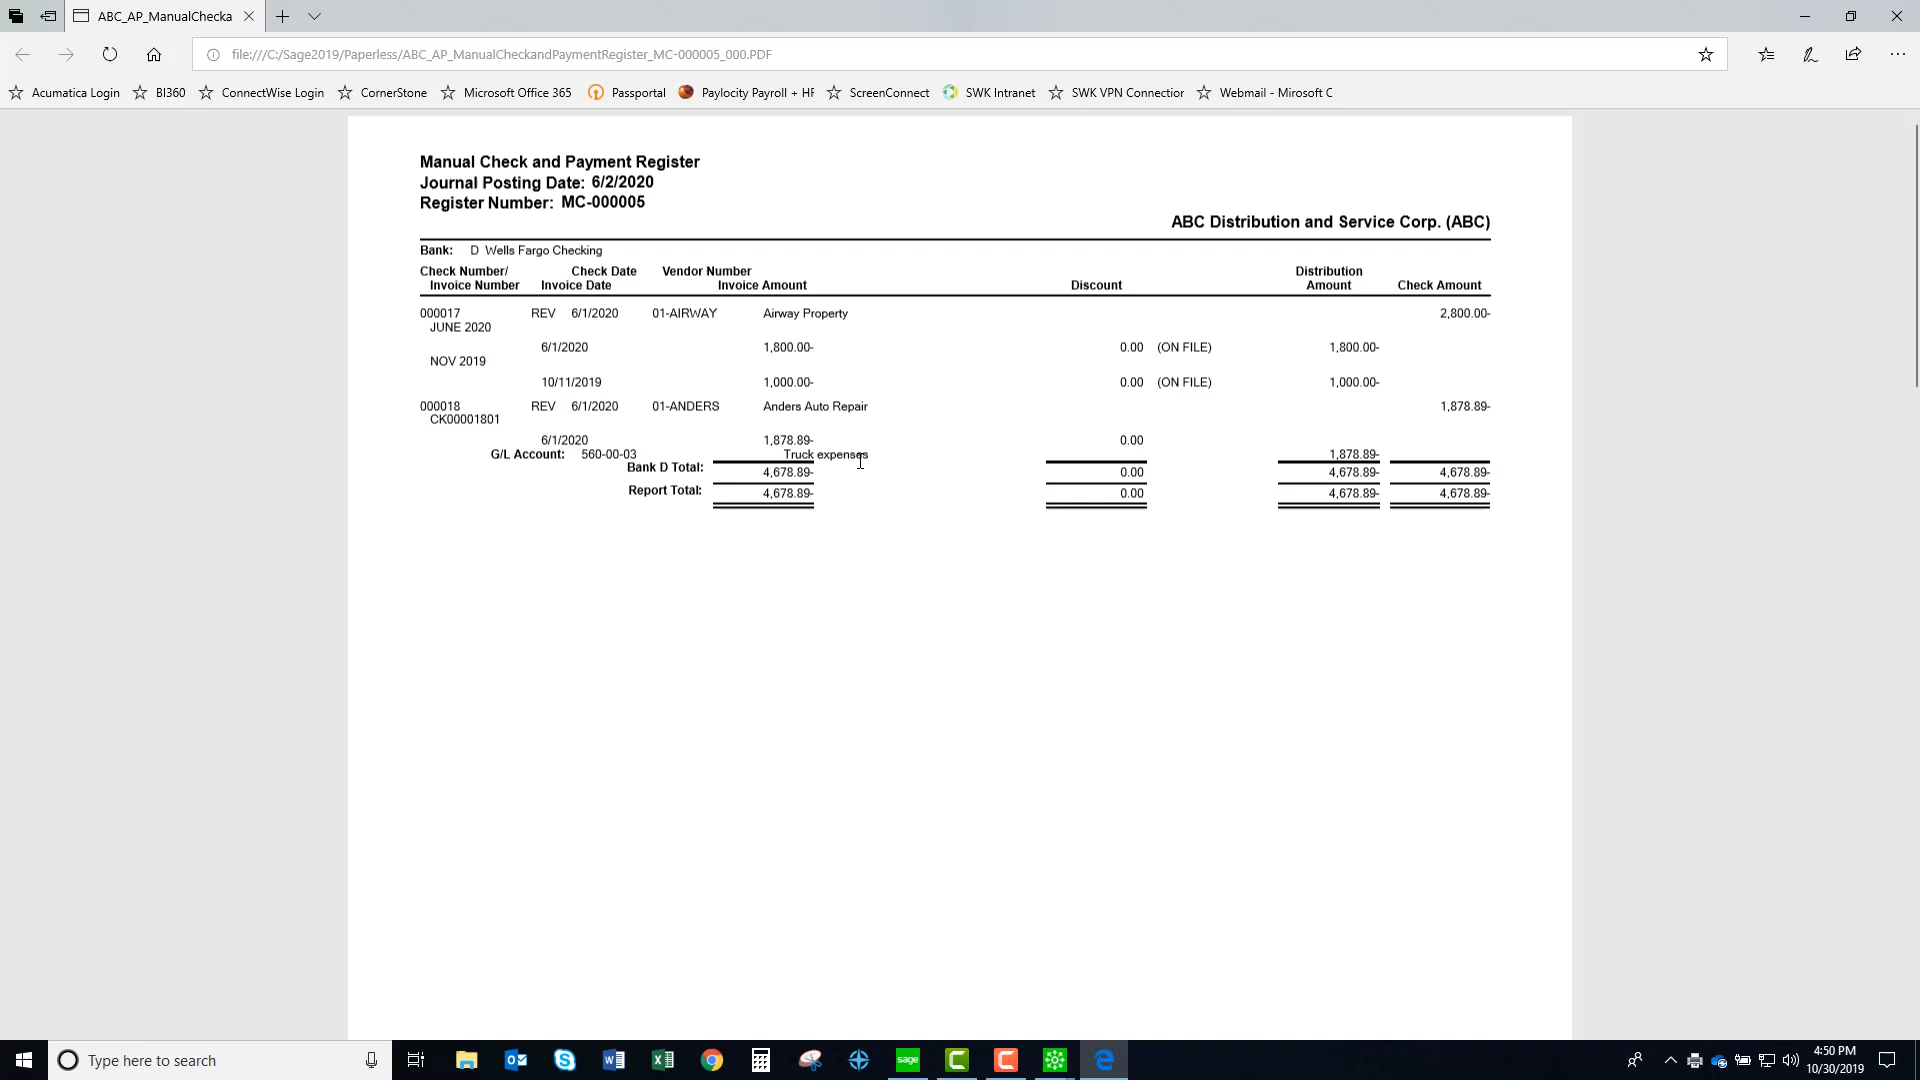 ABC_AP_ManualChecka
file:///C:/Sage2019/Paperless/ABC_AP_ManualCheckandPaymentRegister_MC-000005_000.PDF
Acumatica Login BI360 ConnectWise Login CornerStone Microsoft Office 365 Passportal Paylocity Payroll + HF ScreenConnect SWK Intranet SWK VPN Connectior Webmail - Mirosoft C
Manual Check and Payment Register
Journal Posting Date: 6/2/2020
Register Number: MC-000005
ABC Distribution and Service Corp. (ABC)
Bank: D Wells Fargo Checking
Check Number/ Check Date Vendor Number Distribution
Invoice Number Invoice Date Invoice Amount Discount Amount Check Amount
000017 REV 6/1/2020 01-AIRWAY Airway Property 2,800.00-
JUNE 2020
6/1/2020 1,800.00- 0.00 (ON FILE) 1,800.00-
NOV 2019
10/11/2019 1,000.00- 0.00 (ON FILE) 1,000.00-
000018 REV 6/1/2020 01-ANDERS Anders Auto Repair 1,878.89-
CK00001801
6/1/2020 1,878.89- 0.00
G/L Account: 560-00-03 Truck expenses 1,878.89-
Bank D Total: 4,678.89- 0.00 4,678.89- 4,678.89-
Report Total: 4,678.89- 0.00 4,678.89- 4,678.89-
Type here to search
sage
4:50 PM
10/30/2019